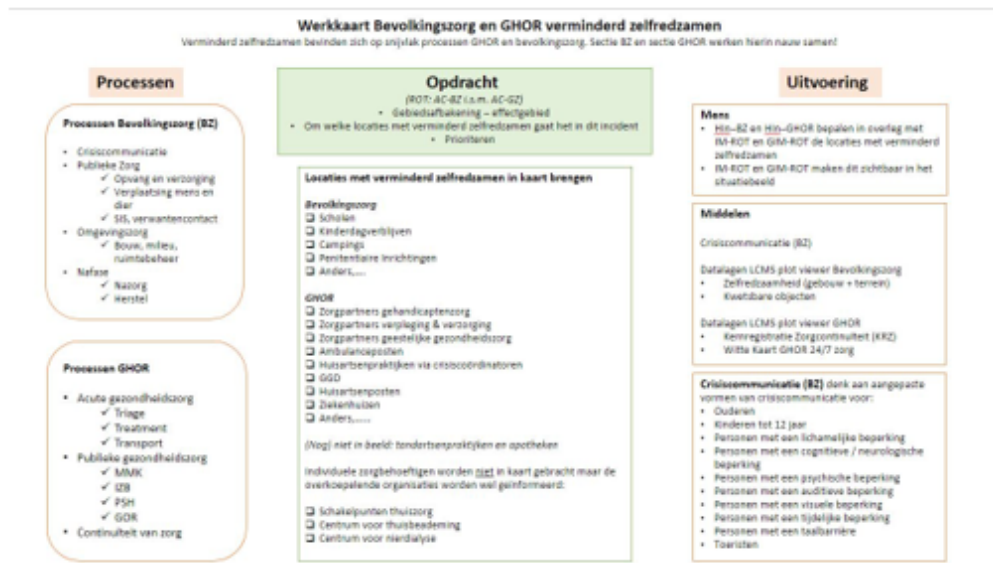 Werkkaart Bevolkingszorg en GHOR verminderd zelfredzamen
Verminderd zelfredzamen bevinden zich op snijvlak processen GHOR en bevolkingszorg. Sectie BZ en sectie GHOR werken hierin nauw samen!
Processen
Processen Bevolkingszorg (BZ)
• Crisiscommunicatie
• Publieke Zorg
✓ Opvang en verzorging
✓ Verplaatsing mens en
dier
✓ SIS, verwantencontact
• Omgevingszorg
✓ Bouw, milieu,
ruimtebeheer
• Nafase
✓ Nazorg
✓ Herstel
Processen GHOR
• Acute gezondheidszorg
✓ Triage
✓ Treatment
✓ Transport
• Publieke gezondheidszorg
✓ MMK
✓ IZB
✓ PSH
✓ GOR
• Continuïteit van zorg
Opdracht
(ROT: AC-BZ i.s.m. AC-GZ)
• Gebiedsafbakening – effectgebied
• Om welke locaties met verminderd zelfredzamen gaat het in dit incident
• Prioriteren
Locaties met verminderd zelfredzamen in kaart brengen
Bevolkingszorg
❑ Scholen
❑ Kinderdagverblijven
❑ Campings
❑ Penitentiaire Inrichtingen
❑ Anders,....
GHOR
❑ Zorgpartners gehandicaptenzorg
❑ Zorgpartners verpleging & verzorging
❑ Zorgpartners geestelijke gezondheidszorg
❑ Ambulanceposten
❑ Huisartsenpraktijken via crisiscoördinatoren
❑ GGD
❑ Huisartsenposten
❑ Ziekenhuizen
❑ Anders,......
(Nog) niet in beeld: tandartsenpraktijken en apotheken
Individuele zorgbehoeftigen worden niet in kaart gebracht maar de
overkoepelende organisaties worden wel geïnformeerd:
❑ Schakelpunten thuiszorg
❑ Centrum voor thuisbeademing
❑ Centrum voor nierdialyse
Uitvoering
Mens
• Hin–BZ en Hin–GHOR bepalen in overleg met
IM-ROT en GIM-ROT de locaties met verminderd
zelfredzamen
• IM-ROT en GIM-ROT maken dit zichtbaar in het
situatiebeeld
Middelen
Crisiscommunicatie (BZ)
Datalagen LCMS plot viewer Bevolkingszorg
• Zelfredzaamheid (gebouw + terrein)
• Kwetsbare objecten
Datalagen LCMS plot viewer GHOR
• Kernregistratie Zorgcontinuïteit (KRZ)
• Witte Kaart GHOR 24/7 zorg
Crisiscommunicatie (BZ) denk aan aangepaste
vormen van crisiscommunicatie voor:
• Ouderen
• Kinderen tot 12 jaar
• Personen met een lichamelijke beperking
• Personen met een cognitieve / neurologische
beperking
• Personen met een psychische beperking
• Personen met een auditieve beperking
• Personen met een visuele beperking
• Personen met een tijdelijke beperking
• Personen met een taalbarrière
• Toeristen